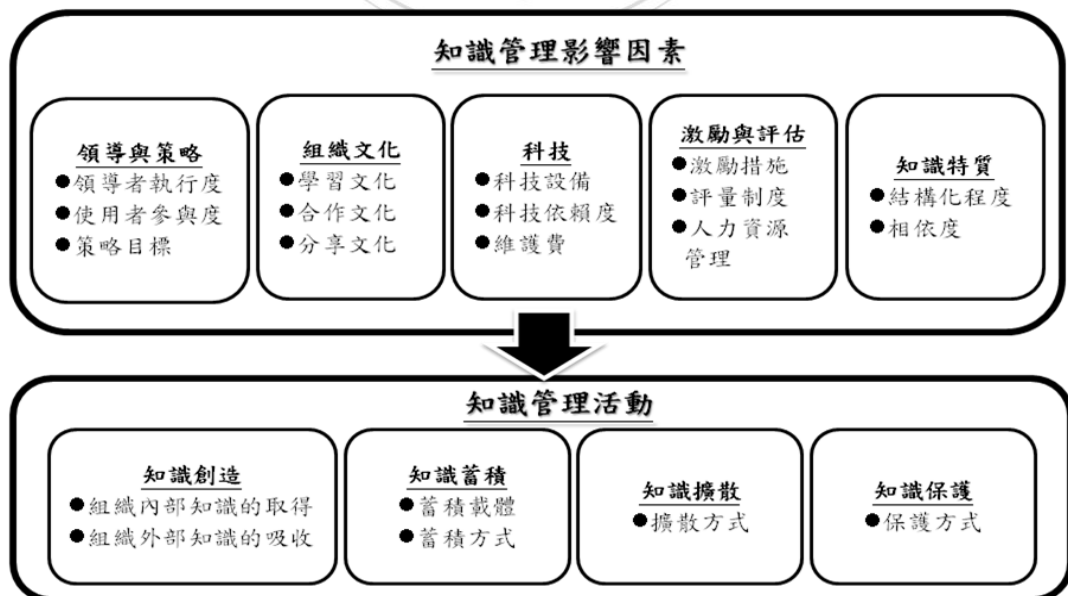 知識管理影響因素
領導與策略
●領導者執行度
●使用者參與度
●策略目標
組織文化
●學習文化
●合作文化
●分享文化
科技
●科技設備
●科技依賴度
●維護費
激勵與評估
●激勵措施
●評量制度
●人力資源
管理
知識特質
●結構化程度
●相依度
知識管理活動
知識創造
●組織內部知識的取得
●組織外部知識的吸收
知識蓄積
●蓄積載體
●蓄積方式
知識擴散
●擴散方式
知識保護
●保護方式